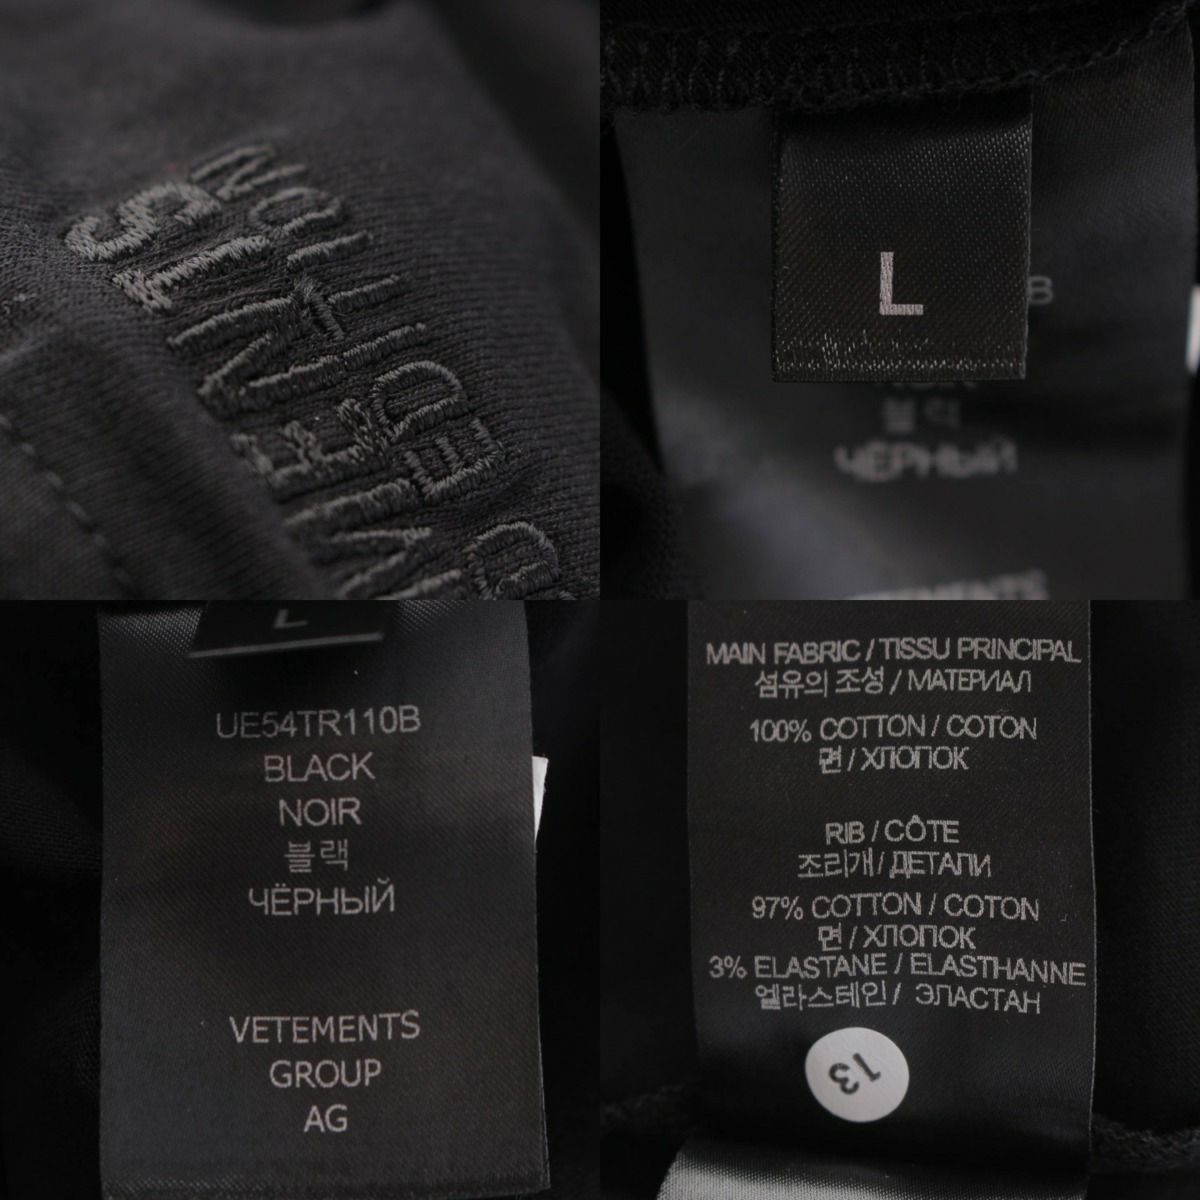 VEMENTS
EDITION
L
B
블랙
ЧЁРНЫЙ
L
UE54TR110B
BLACK
NOIR
블랙
ЧЁРНЫЙ
VETEMENTS
GROUP
AG
MAIN FABRIC / TISSU PRINCIPAL
섬유의 조성 / МАТЕРИАЛ
100% COTTON / COTON
면 / ХЛОПОК
RIB / CÔTE
조리개 / ДЕТАЛИ
97% COTTON / COTON
면 / ХЛОПОК
3% ELASTANE / ELASTHANNE
엘라스테인 / ЭЛАСТАН
13